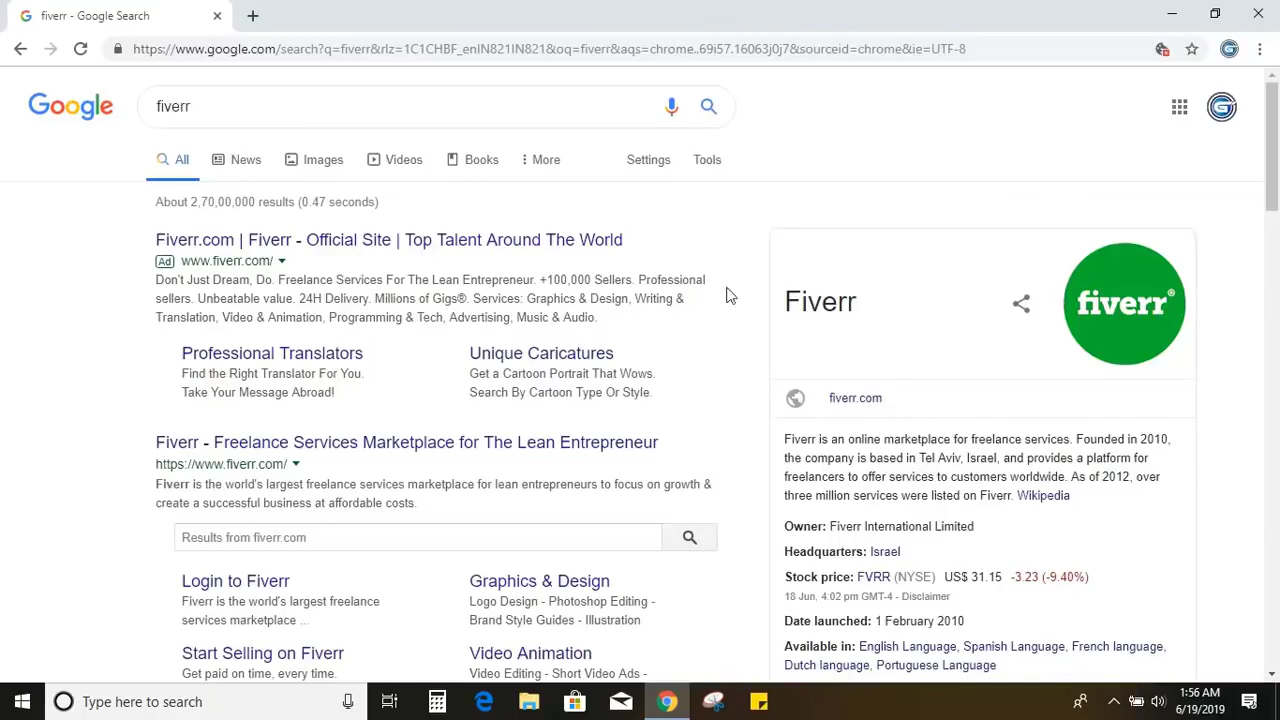 fiverr - Google Search
https://www.google.com/search?q=fiverr&rlz=1C1CHBF_enIN821IN821&oq=fiverr&aqs=chrome..69i57.16063j0j7&sourceid=chrome&ie=UTF-8
Google
fiverr
All
News
Images
Videos
Books
More
Settings
Tools
About 2,70,00,000 results (0.47 seconds)
Fiverr.com | Fiverr - Official Site | Top Talent Around The World
Ad www.fiverr.com/
Don't Just Dream, Do. Freelance Services For The Lean Entrepreneur. +100,000 Sellers. Professional
sellers. Unbeatable value. 24H Delivery. Millions of Gigs®. Services: Graphics & Design, Writing &
Translation, Video & Animation, Programming & Tech, Advertising, Music & Audio.
Professional Translators
Find the Right Translator For You.
Take Your Message Abroad!
Unique Caricatures
Get a Cartoon Portrait That Wows.
Search By Cartoon Type Or Style.
Fiverr - Freelance Services Marketplace for The Lean Entrepreneur
https://www.fiverr.com/
Fiverr is the world's largest freelance services marketplace for lean entrepreneurs to focus on growth &
create a successful business at affordable costs.
Results from fiverr.com
Login to Fiverr
Fiverr is the world's largest freelance
services marketplace ...
Graphics & Design
Logo Design - Photoshop Editing -
Brand Style Guides - Illustration
Start Selling on Fiverr
Get paid on time, every time.
Video Animation
Video Editing - Short Video Ads -
Fiverr
fiverr®
fiverr.com
Fiverr is an online marketplace for freelance services. Founded in 2010,
the company is based in Tel Aviv, Israel, and provides a platform for
freelancers to offer services to customers worldwide. As of 2012, over
three million services were listed on Fiverr. Wikipedia
Owner: Fiverr International Limited
Headquarters: Israel
Stock price: FVRR (NYSE) US$ 31.15 -3.23 (-9.40%)
18 Jun, 4:02 pm GMT-4 - Disclaimer
Date launched: 1 February 2010
Available in: English Language, Spanish Language, French language,
Dutch language, Portuguese Language
Type here to search
1:56 AM
6/19/2019